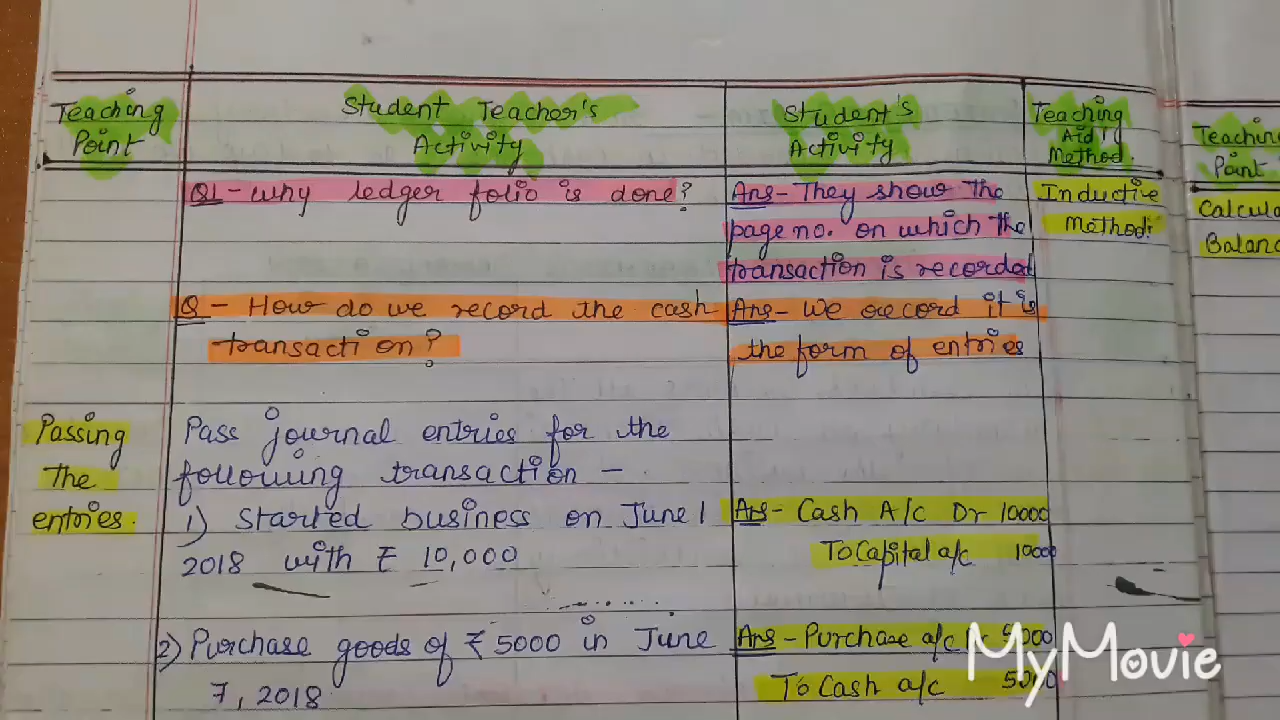 Teaching Point
Student Teacher's Activity
Student's Activity
Teaching Aid / Method
Q1 - Why ledger folio is done?
Ans - They show the
page no. on which the
transaction is recorded
Inductive
Method
Q - How do we record the cash
transaction?
Ans - We record it is
the form of entries
Passing
The
entries.
Pass journal entries for the
following transaction -
1) Started business on June 1
2018 with ₹ 10,000
Ans - Cash A/c Dr 10000
To Capital a/c 10000
2) Purchase goods of ₹ 5000 in June
7, 2018
Ans - Purchase a/c Dr 5000
To Cash a/c 5000
Teaching
Point
MyMovie